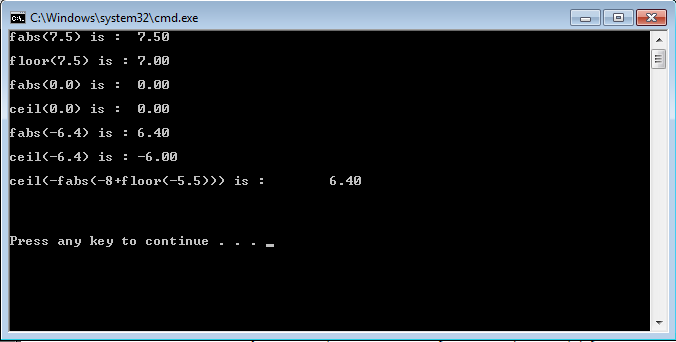 C:\Windows\system32\cmd.exe
fabs(7.5) is :  7.50
floor(7.5) is : 7.00
fabs(0.0) is :  0.00
ceil(0.0) is :  0.00
fabs(-6.4) is : 6.40
ceil(-6.4) is : -6.00
ceil(-fabs(-8+floor(-5.5))) is :        6.40
Press any key to continue . . . _